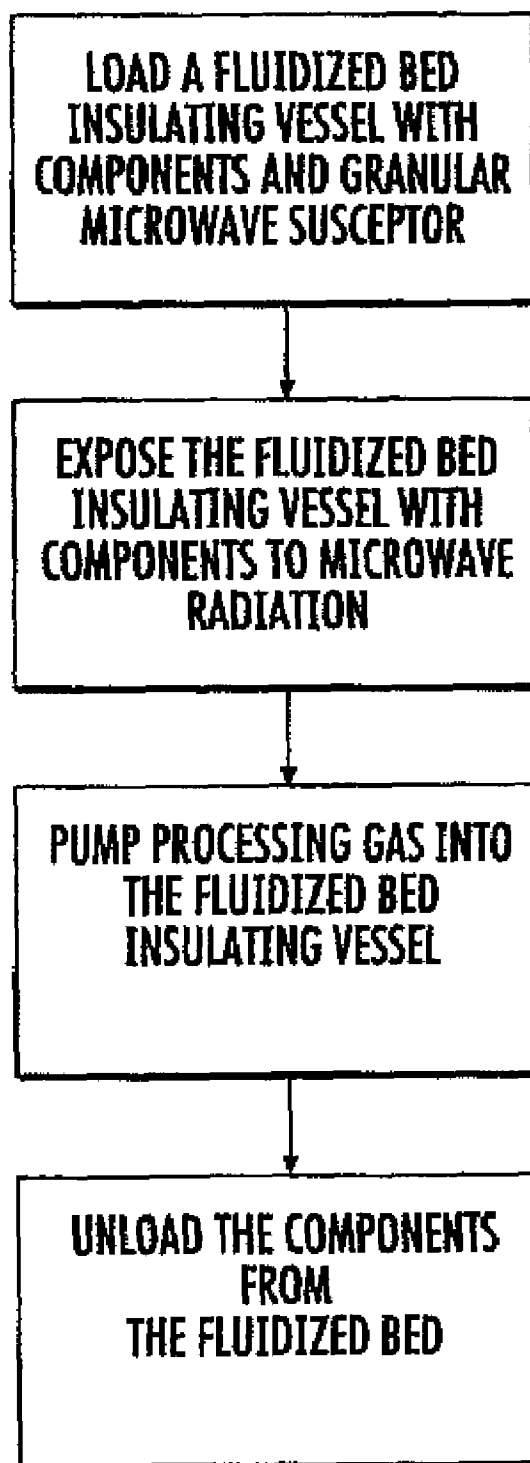 LOAD A FLUIDIZED BED
INSULATING VESSEL WITH
COMPONENTS AND GRANULAR
MICROWAVE SUSCEPTOR
EXPOSE THE FLUIDIZED BED
INSULATING VESSEL WITH
COMPONENTS TO MICROWAVE
RADIATION
PUMP PROCESSING GAS INTO
THE FLUIDIZED BED
INSULATING VESSEL
UNLOAD THE COMPONENTS
FROM
THE FLUIDIZED BED